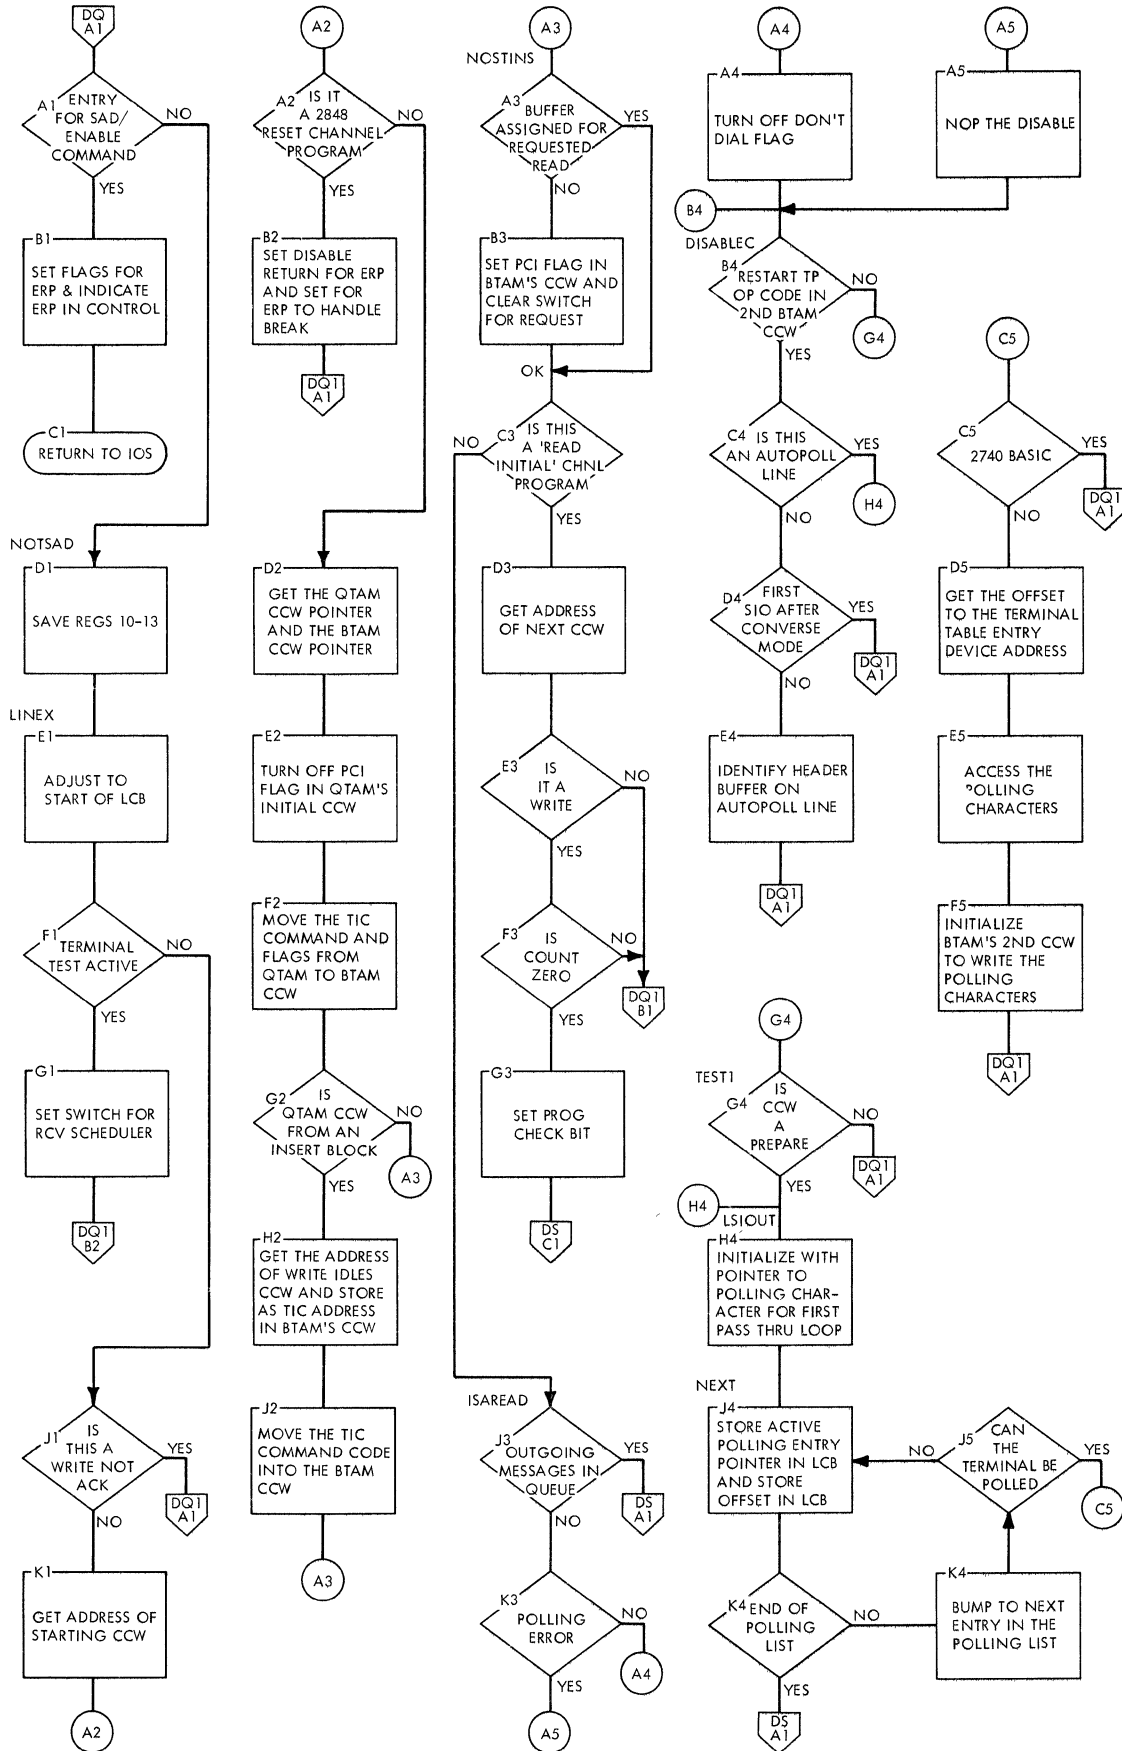 DQ
A1
A1
ENTRY
FOR SAD/
ENABLE
COMMAND
NO
YES
B1
SET FLAGS FOR
ERP & INDICATE
ERP IN CONTROL
C1
RETURN TO IOS
NOTSAD
D1
SAVE REGS 10-13
LINEX
E1
ADJUST TO
START OF LCB
F1
TERMINAL
TEST ACTIVE
NO
YES
G1
SET SWITCH FOR
RCV SCHEDULER
DQ1
B2
J1
IS
THIS A
WRITE NOT
ACK
YES
DQ1
A1
NO
K1
GET ADDRESS OF
STARTING CCW
A2
A2
A2
IS IT
A 2848
RESET CHANNEL
PROGRAM
NO
YES
B2
SET DISABLE
RETURN FOR ERP
AND SET FOR
ERP TO HANDLE
BREAK
DQ1
A1
D2
GET THE QTAM
CCW POINTER
AND THE BTAM
CCW POINTER
E2
TURN OFF PCI
FLAG IN QTAM'S
INITIAL CCW
F2
MOVE THE TIC
COMMAND AND
FLAGS FROM
QTAM TO BTAM
CCW
G2
IS
QTAM CCW
FROM AN
INSERT BLOCK
NO
A3
YES
H2
GET THE ADDRESS
OF WRITE IDLES
CCW AND STORE
AS TIC ADDRESS
IN BTAM'S CCW
J2
MOVE THE TIC
COMMAND CODE
INTO THE BTAM
CCW
A3
A3
NOSTINS
A3
BUFFER
ASSIGNED FOR
REQUESTED
READ
YES
NO
B3
SET PCI FLAG IN
BTAM'S CCW AND
CLEAR SWITCH
FOR REQUEST
OK
C3
IS THIS
A 'READ
INITIAL' CHNL
PROGRAM
NO
YES
D3
GET ADDRESS
OF NEXT CCW
E3
IS
IT A
WRITE
NO
YES
F3
IS
COUNT
ZERO
NO
DQ1
B1
YES
G3
SET PROG
CHECK BIT
DS
C1
ISAREAD
J3
OUTGOING
MESSAGES IN
QUEUE
YES
DS
A1
NO
K3
POLLING
ERROR
NO
A4
YES
A5
A4
A4
TURN OFF DON'T
DIAL FLAG
B4
DISABLEC
B4
RESTART TP
OP CODE IN
2ND BTAM
CCW
NO
G4
YES
C4
IS THIS
AN AUTOPOLL
LINE
YES
H4
NO
D4
FIRST
SIO AFTER
CONVERSE
MODE
YES
DQ1
A1
NO
E4
IDENTIFY HEADER
BUFFER ON
AUTOPOLL LINE
DQ1
A1
G4
TEST1
G4
IS
CCW
A
PREPARE
NO
DQ1
A1
YES
H4
LSIOUT
H4
INITIALIZE WITH
POINTER TO
POLLING CHAR-
ACTER FOR FIRST
PASS THRU LOOP
NEXT
J4
STORE ACTIVE
POLLING ENTRY
POINTER IN LCB
AND STORE
OFFSET IN LCB
K4
END OF
POLLING
LIST
NO
YES
DS
A1
A5
A5
NOP THE DISABLE
C5
C5
2740 BASIC
YES
DQ1
A1
NO
D5
GET THE OFFSET
TO THE TERMINAL
TABLE ENTRY
DEVICE ADDRESS
E5
ACCESS THE
POLLING
CHARACTERS
F5
INITIALIZE
BTAM'S 2ND CCW
TO WRITE THE
POLLING
CHARACTERS
DQ1
A1
J5
CAN
THE
TERMINAL BE
POLLED
NO
YES
C5
K4
BUMP TO NEXT
ENTRY IN THE
POLLING LIST